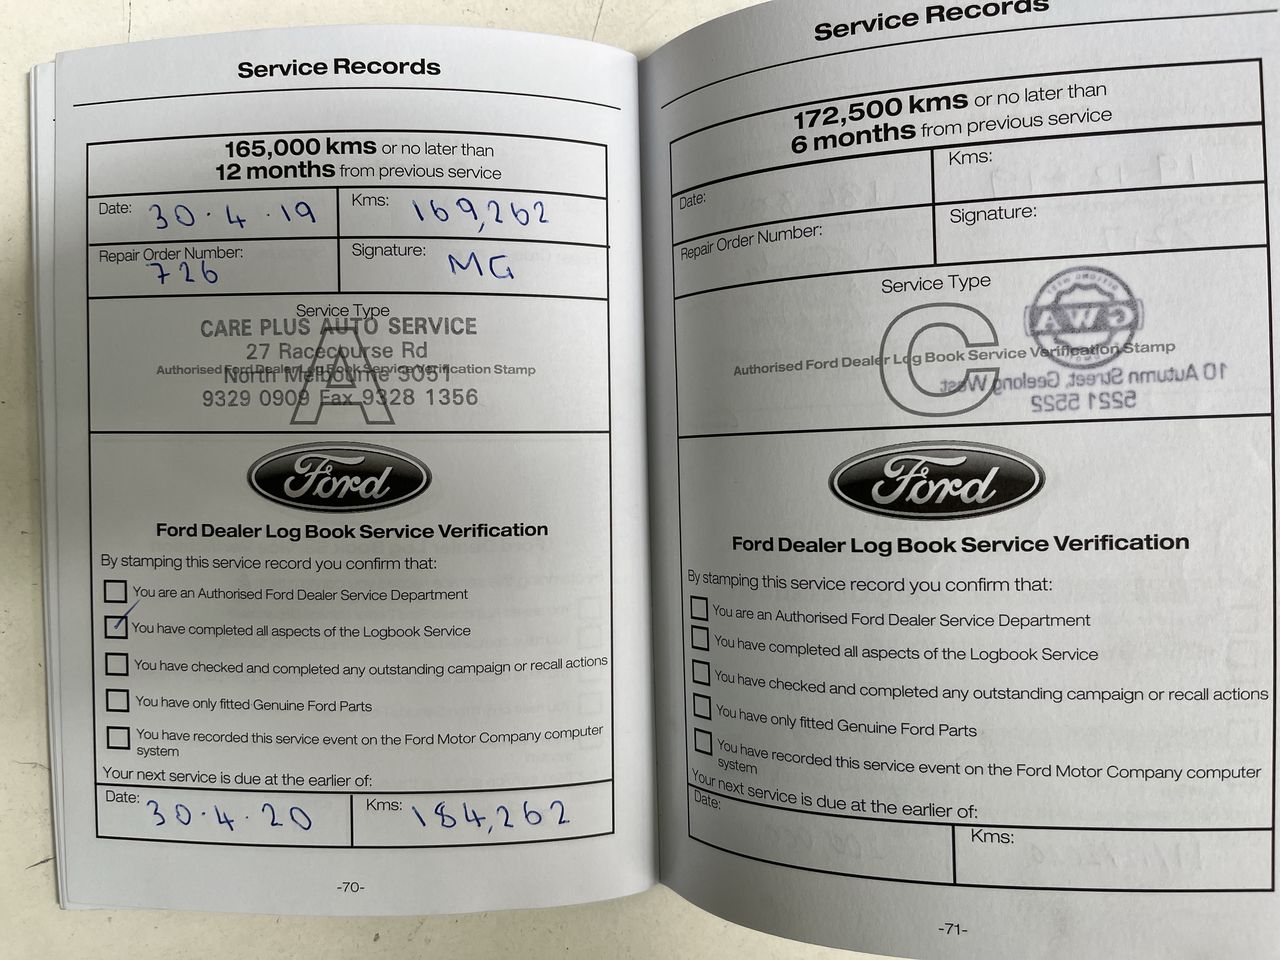 Service Records
165,000 kms or no later than
12 months from previous service
Date: 30.4.19
Kms: 169,262
Repair Order Number: 726
Signature: MG
Service Type
A
CARE PLUS AUTO SERVICE
27 Racecourse Rd
Authorised Ford Dealer Log Book Service Verification Stamp
North Melbourne 3051
9329 0909 Fax 9328 1356
Ford
Ford Dealer Log Book Service Verification
By stamping this service record you confirm that:
You are an Authorised Ford Dealer Service Department
You have completed all aspects of the Logbook Service
You have checked and completed any outstanding campaign or recall actions
You have only fitted Genuine Ford Parts
You have recorded this service event on the Ford Motor Company computer
system
Your next service is due at the earlier of:
Date: 30.4.20
Kms: 184,262
-70-
Service Records
172,500 kms or no later than
6 months from previous service
Date:
Kms:
Repair Order Number:
Signature:
Service Type
C
GWA
Authorised Ford Dealer Log Book Service Verification Stamp
10 Autumn Street, Geelong West
5221 5522
Ford
Ford Dealer Log Book Service Verification
By stamping this service record you confirm that:
You are an Authorised Ford Dealer Service Department
You have completed all aspects of the Logbook Service
You have checked and completed any outstanding campaign or recall actions
You have only fitted Genuine Ford Parts
You have recorded this service event on the Ford Motor Company computer
system
Your next service is due at the earlier of:
Date:
Kms:
-71-